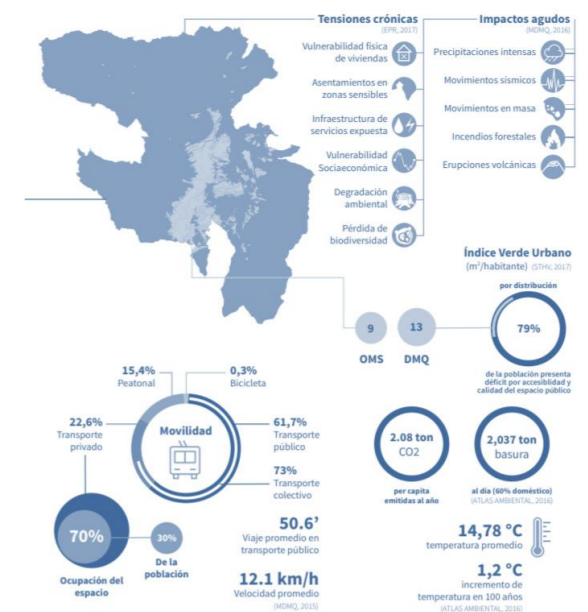 Tensiones crónicas
(EPR, 2017)
Vulnerabilidad física
de viviendas
Asentamientos en
zonas sensibles
Infraestructura de
servicios expuesta
Vulnerabilidad
Socioeconómica
Degradación
ambiental
Pérdida de
biodiversidad
Impactos agudos
(MDMQ, 2016)
Precipitaciones intensas
Movimientos sísmicos
Movimientos en masa
Incendios forestales
Erupciones volcánicas
Índice Verde Urbano
(m²/habitante) (STHV, 2017)
por distribución
9
OMS
13
DMQ
79%
de la población presenta
déficit por accesiblidad y
calidad del espacio público
15,4%
Peatonal
0,3%
Bicicleta
22,6%
Transporte
privado
Movilidad
61,7%
Transporte
público
73%
Transporte
colectivo
70%
Ocupación del
espacio
30%
De la
población
50.6’
Viaje promedio en
transporte público
12.1 km/h
Velocidad promedio
(MDMQ, 2015)
2.08 ton
CO2
per capita
emitidas al año
2,037 ton
basura
al día (60% doméstico)
(ATLAS AMBIENTAL, 2016)
14,78 °C
temperatura promedio
1,2 °C
incremento de
temperatura en 100 años
(ATLAS AMBIENTAL, 2016)